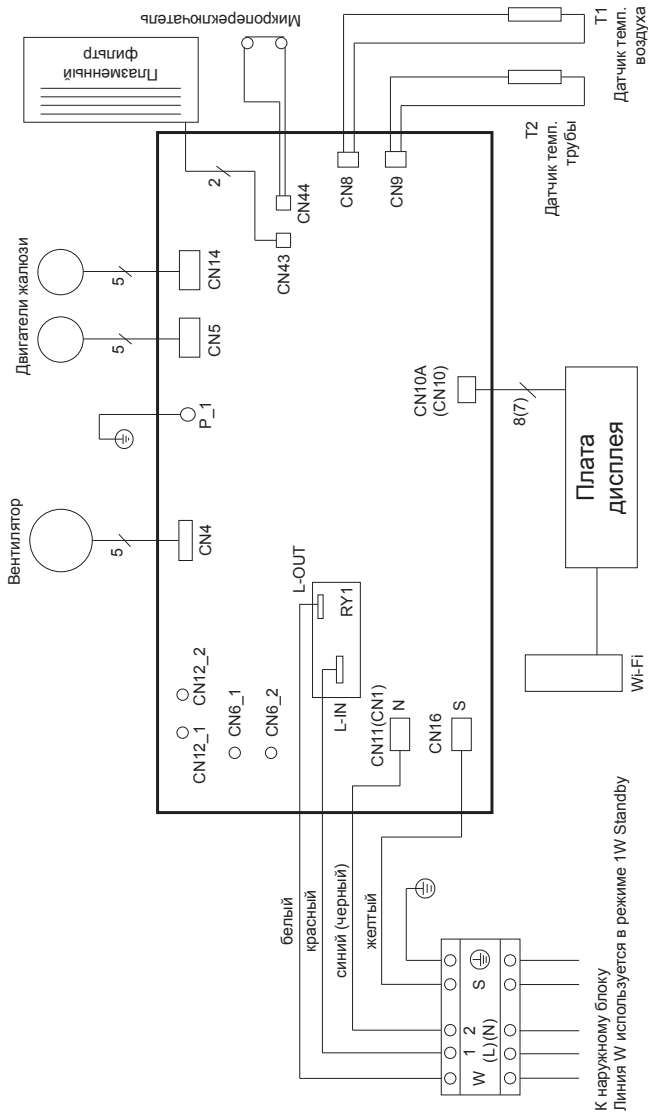 Вентилятор
Двигатели жалюзи
Плазменный
фильтр
Микропереключатель
5
5
5
2
CN12_1
CN12_2
CN6_1
CN6_2
CN4
P_1
CN5
CN14
CN43
CN44
CN8
CN9
T1
Датчик темп.
воздуха
T2
Датчик темп.
трубы
L-OUT
RY1
L-IN
CN11(CN1)
N
CN16
S
CN10A
(CN10)
8(7)
Плата
дисплея
Wi-Fi
белый
красный
синий (черный)
желтый
W 1 2 S
(L) (N)
К наружному блоку
Линия W используется в режиме 1W Standby